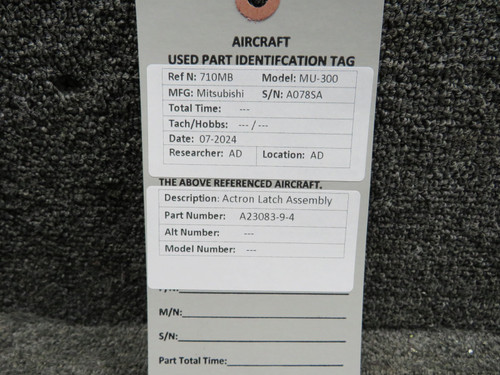 AIRCRAFT
USED PART IDENTIFCATION TAG
Ref N: 710MB Model: MU-300
MFG: Mitsubishi S/N: A078SA
Total Time: ---
Tach/Hobbs: --- / ---
Date: 07-2024
Researcher: AD Location: AD
THE ABOVE REFERENCED AIRCRAFT.
Description: Actron Latch Assembly
Part Number: A23083-9-4
Alt Number: ---
Model Number: ---
M/N:
S/N:
Part Total Time: